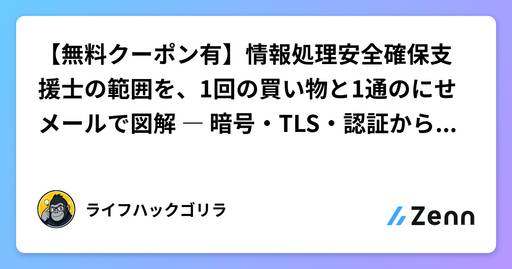 【無料クーポン有】情報処理安全確保支
援士の範囲を、1回の買い物と1通のにせ
メールで図解 ― 暗号・TLS・認証から...
ライフハックゴリラ
Zenn